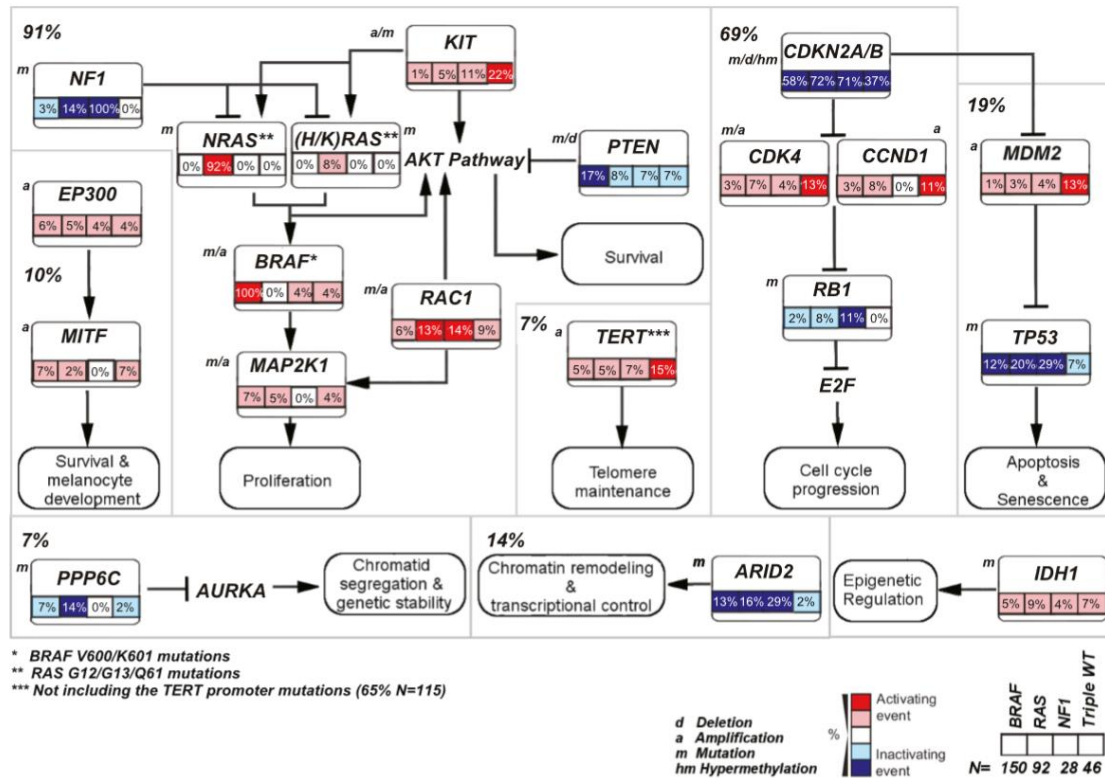 91%
m
NF1
3% 14% 100% 0%
a/m
KIT
1% 5% 11% 22%
m
NRAS**
0% 92% 0% 0%
(H/K)RAS**
m
0% 8% 0% 0%
AKT Pathway
m/d
PTEN
17% 8% 7% 7%
Survival
m/a
BRAF*
100% 0% 4% 4%
m/a
RAC1
6% 13% 14% 9%
m/a
MAP2K1
7% 5% 0% 4%
Proliferation
a
EP300
6% 5% 4% 4%
10%
a
MITF
7% 2% 0% 7%
Survival &
melanocyte
development
7%
a
TERT***
5% 5% 7% 15%
Telomere
maintenance
69%
m/d/hm
CDKN2A/B
58% 72% 71% 37%
m/a
CDK4
3% 7% 4% 13%
a
CCND1
3% 8% 0% 11%
m
RB1
2% 8% 11% 0%
E2F
Cell cycle
progression
19%
a
MDM2
1% 3% 4% 13%
m
TP53
12% 20% 29% 7%
Apoptosis
&
Senescence
7%
m
PPP6C
7% 14% 0% 2%
AURKA
Chromatid
segregation &
genetic stability
14%
Chromatin remodeling
&
transcriptional control
m
ARID2
13% 16% 29% 2%
Epigenetic
Regulation
m
IDH1
5% 9% 4% 7%
* BRAF V600/K601 mutations
** RAS G12/G13/Q61 mutations
*** Not including the TERT promoter mutations (65% N=115)
d Deletion
a Amplification
m Mutation
hm Hypermethylation
%
Activating
event
Inactivating
event
BRAF
RAS
NF1
Triple WT
N= 150 92 28 46